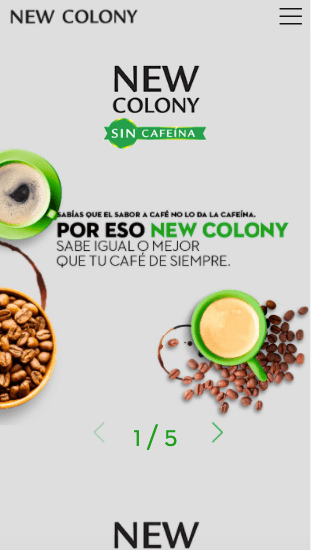 NEW COLONY
NEW
COLONY
SIN CAFEÍNA
SABÍAS QUE EL SABOR A CAFÉ NO LO DA LA CAFEÍNA.
POR ESO NEW COLONY
SABE IGUAL O MEJOR
QUE TU CAFÉ DE SIEMPRE.
1 / 5
NEW